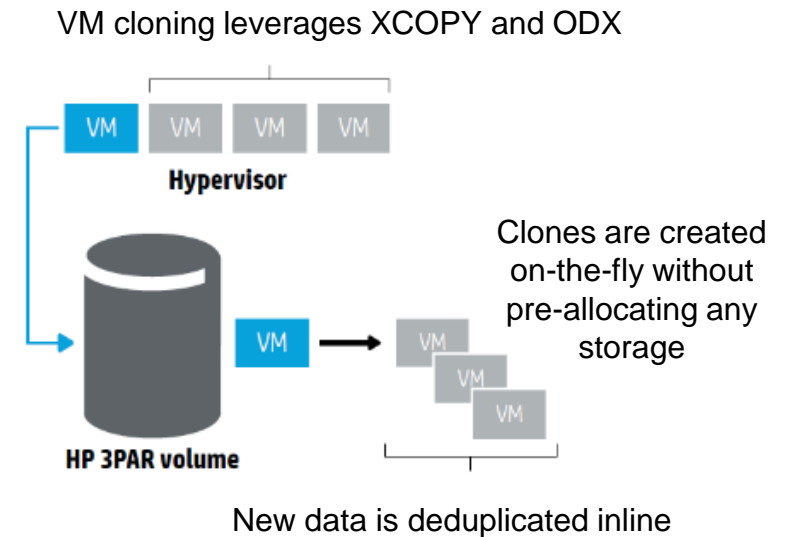 VM cloning leverages XCOPY and ODX
VM VM VM VM
Hypervisor
Clones are created
on-the-fly without
pre-allocating any
storage
VM VM
VM
VM
HP 3PAR volume
New data is deduplicated inline